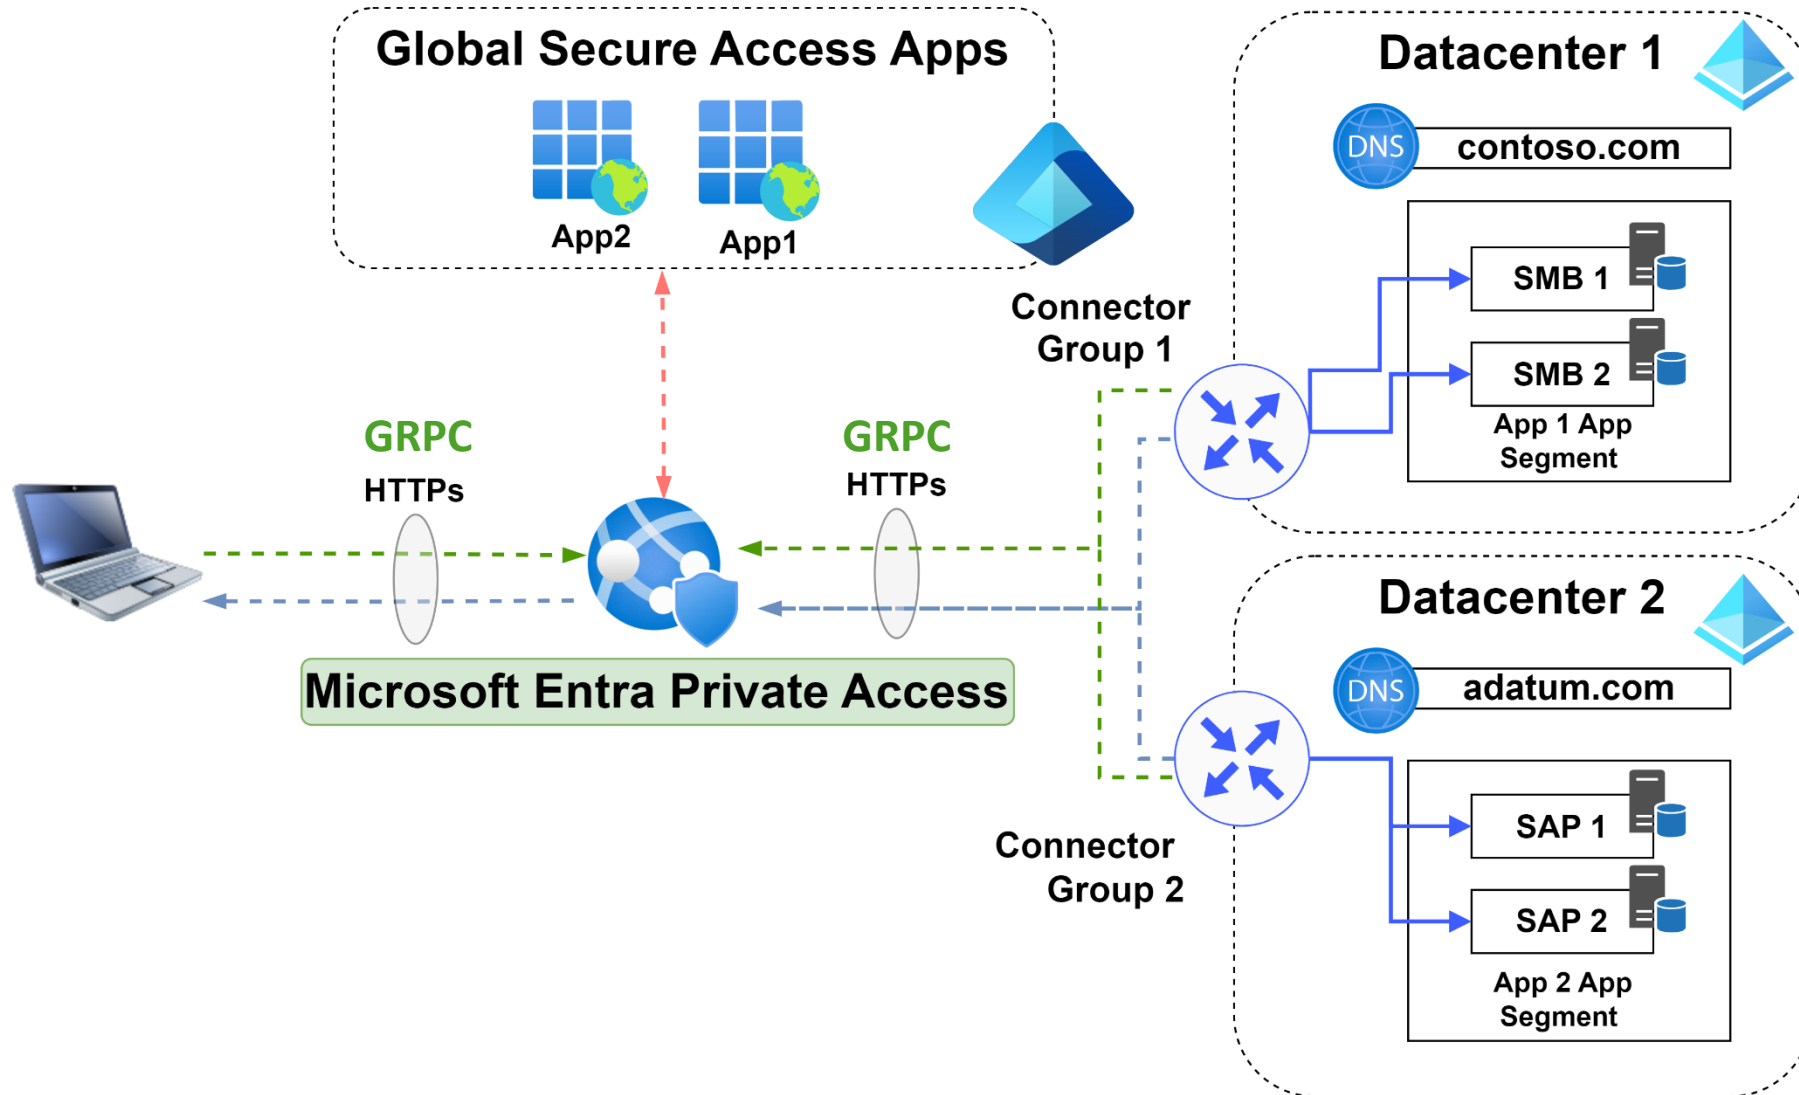 Global Secure Access Apps
App2
App1
Datacenter 1
DNS
contoso.com
SMB 1
SMB 2
App 1 App
Segment
Connector
Group 1
GRPC
HTTPs
GRPC
HTTPs
Microsoft Entra Private Access
Datacenter 2
DNS
adatum.com
SAP 1
SAP 2
App 2 App
Segment
Connector
Group 2